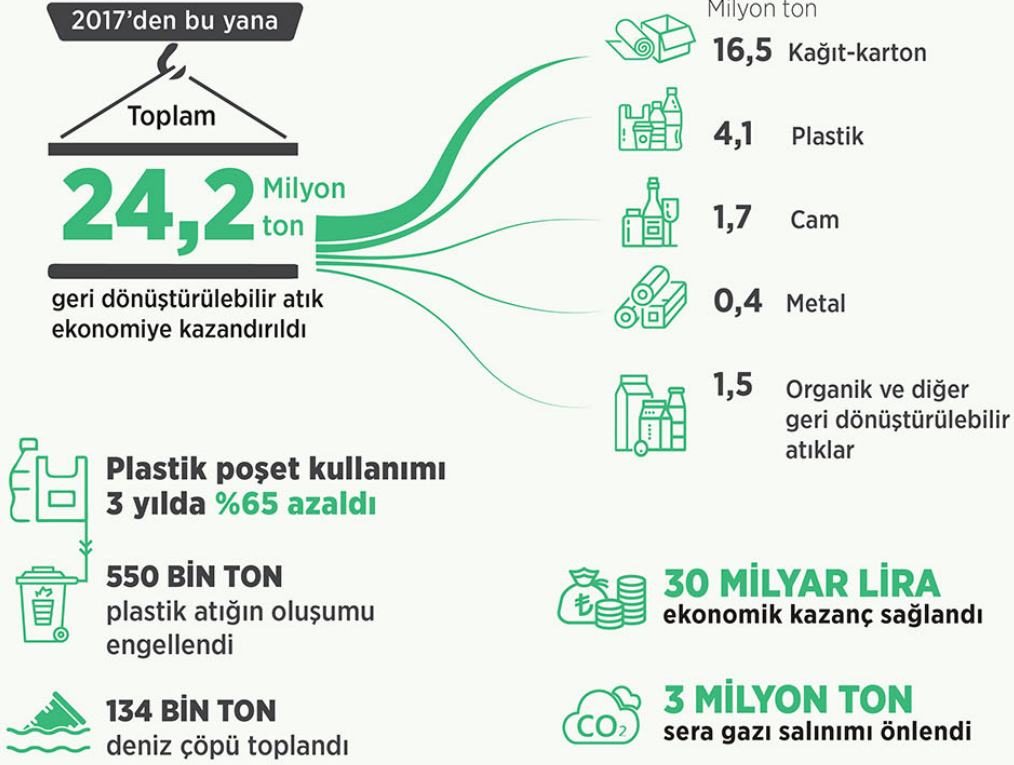 2017'den bu yana
Toplam
24,2 Milyon
ton
geri dönüştürülebilir atık
ekonomiye kazandırıldı
Milyon ton
16,5 Kağıt-karton
4,1 Plastik
1,7 Cam
0,4 Metal
1,5 Organik ve diğer
geri dönüştürülebilir
atıklar
Plastik poşet kullanımı
3 yılda %65 azaldı
550 BİN TON
plastik atığın oluşumu
engellendi
134 BİN TON
deniz çöpü toplandı
₺
30 MİLYAR LİRA
ekonomik kazanç sağlandı
CO₂
3 MİLYON TON
sera gazı salınımı önlendi